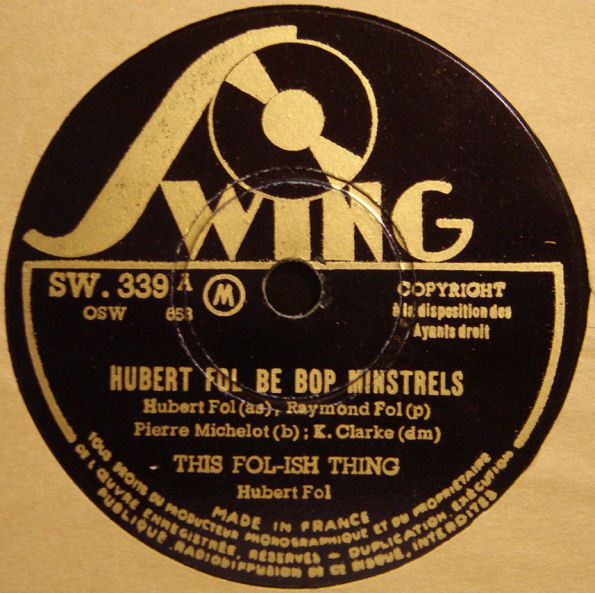 SWING
SW. 339 A
OSW 653
M
COPYRIGHT
à la disposition des
Ayants droit
HUBERT FOL BE BOP MINSTRELS
Hubert Fol (as), Raymond Fol (p)
Pierre Michelot (b) ; K. Clarke (dm)
THIS FOL-ISH THING
Hubert Fol
MADE IN FRANCE
TOUS DROITS DU PRODUCTEUR PHONOGRAPHIQUE ET DU PROPRIETAIRE
DE L'ŒUVRE ENREGISTRÉE, RÉSERVÉS - DUPLICATION, EXÉCUTION
PUBLIQUE, RADIODIFFUSION DE CE DISQUE, INTERDITES